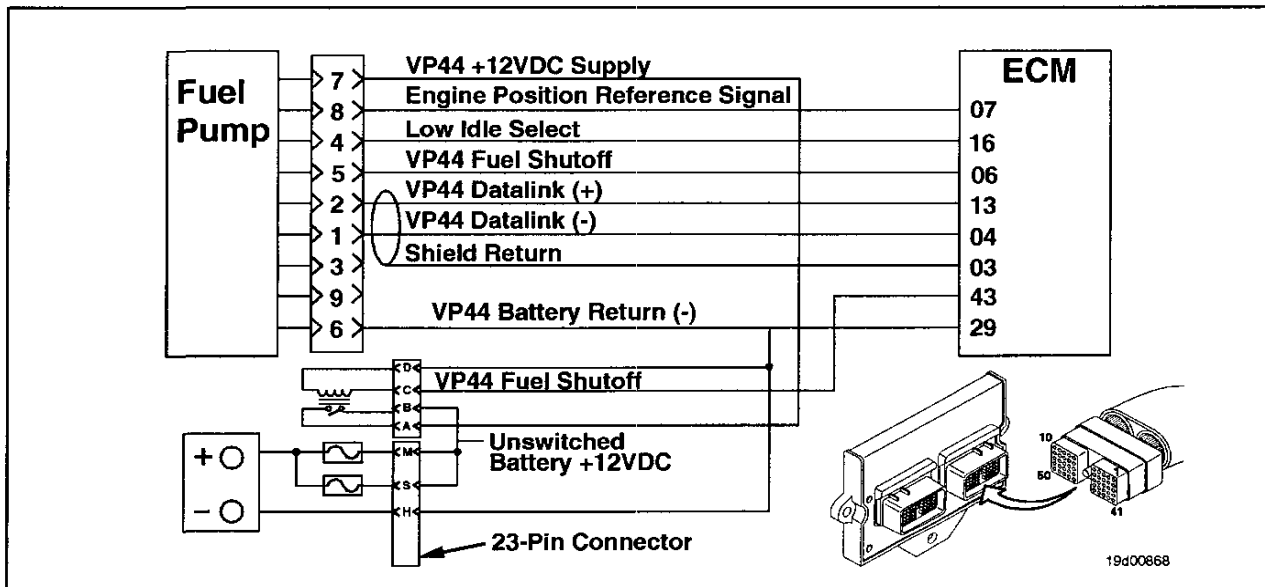 Fuel
Pump
7 VP44 +12VDC Supply
8 Engine Position Reference Signal 07
4 Low Idle Select 16
5 VP44 Fuel Shutoff 06
2 VP44 Datalink (+) 13
1 VP44 Datalink (-) 04
3 Shield Return 03
9 43
6 VP44 Battery Return (-) 29
ECM
D
C VP44 Fuel Shutoff
B
A
+
M Unswitched
Battery +12VDC
S
-
H
23-Pin Connector
10
50
41
19d00868